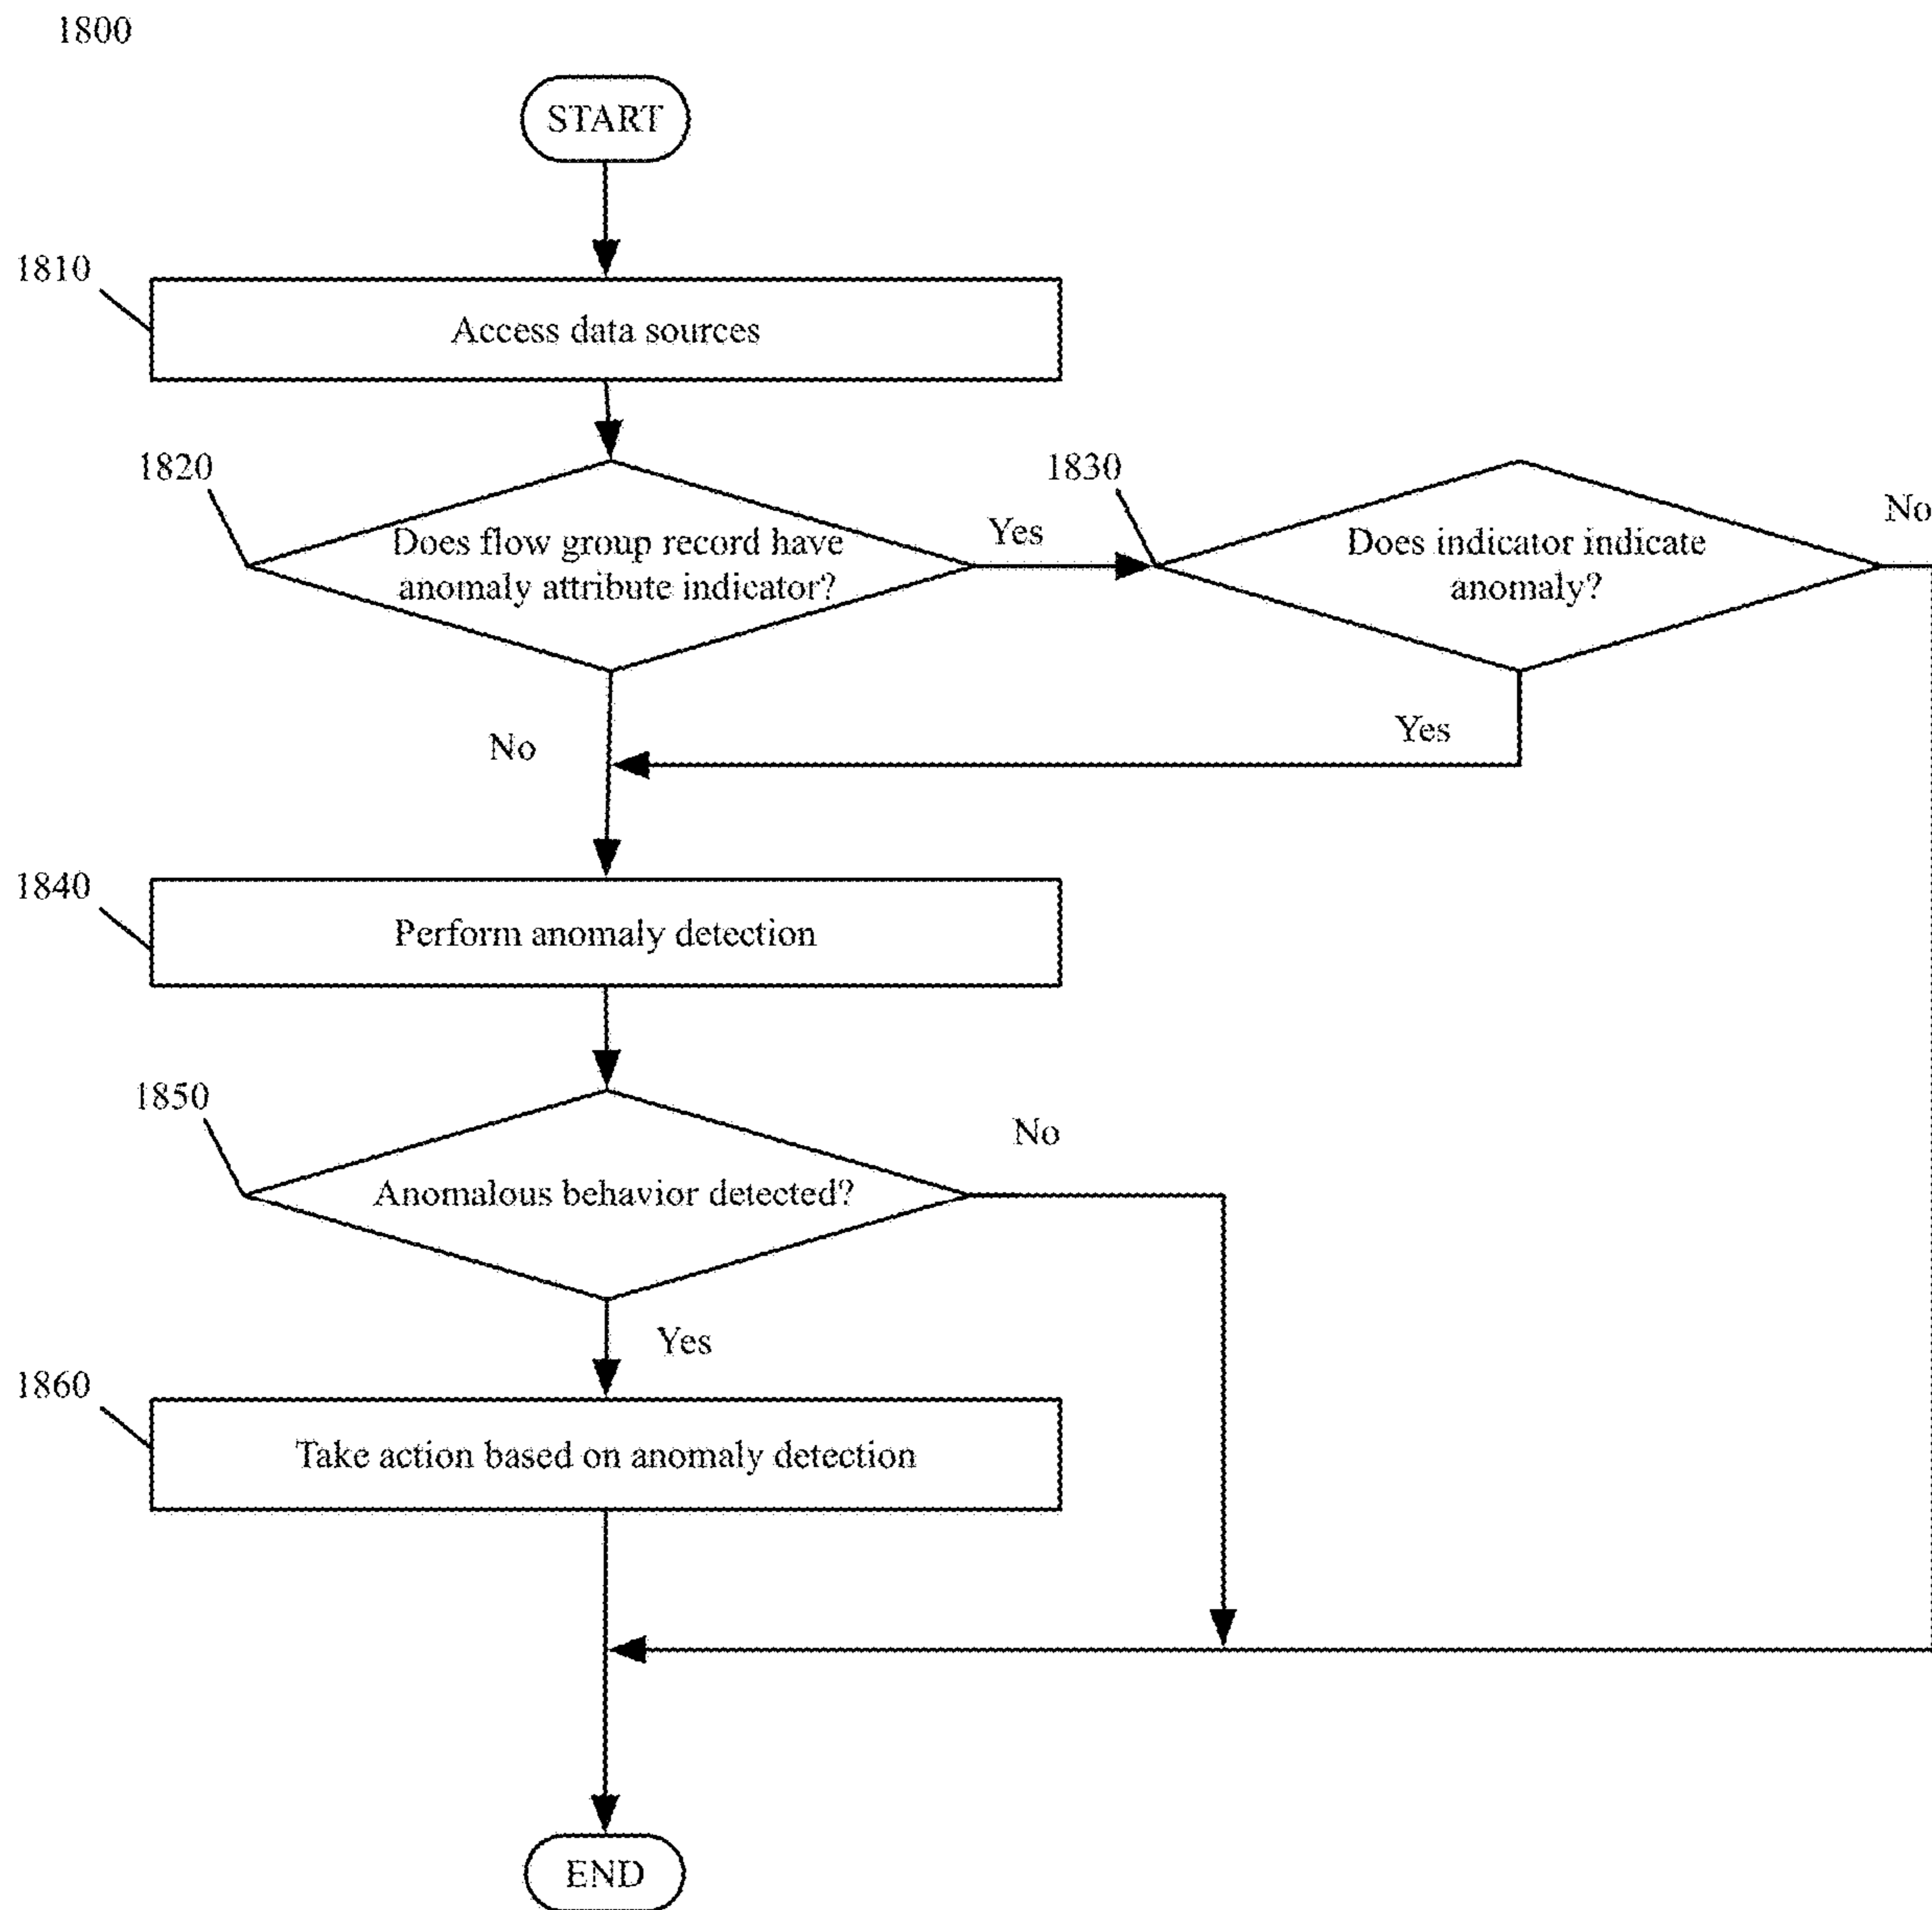 1800
START
1810
Access data sources
1820
Does flow group record have
anomaly attribute indicator?
Yes
1830
Does indicator indicate
anomaly?
No
Yes
No
1840
Perform anomaly detection
1850
Anomalous behavior detected?
No
Yes
1860
Take action based on anomaly detection
END